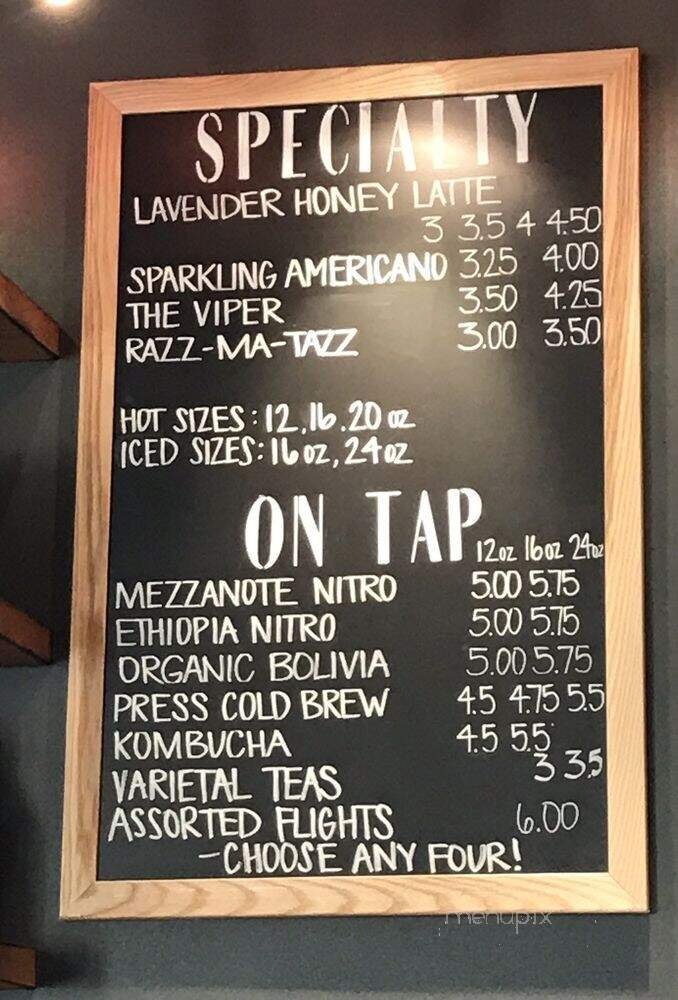 SPECIALTY
LAVENDER HONEY LATTE
3 3.5 4 4.50
SPARKLING AMERICANO 3.25 4.00
THE VIPER 3.50 4.25
RAZZ-MA-TAZZ 3.00 3.50
HOT SIZES: 12, 16. 20 oz
ICED SIZES: 16 oz, 24 oz
ON TAP
12oz 16oz 24oz
MEZZANOTE NITRO 5.00 5.75
ETHIOPIA NITRO 5.00 5.75
ORGANIC BOLIVIA 5.00 5.75
PRESS COLD BREW 4.5 4.75 5.5
KOMBUCHA 4.5 5.5
VARIETAL TEAS 3 3.5
ASSORTED FLIGHTS 6.00
-CHOOSE ANY FOUR!
menupix